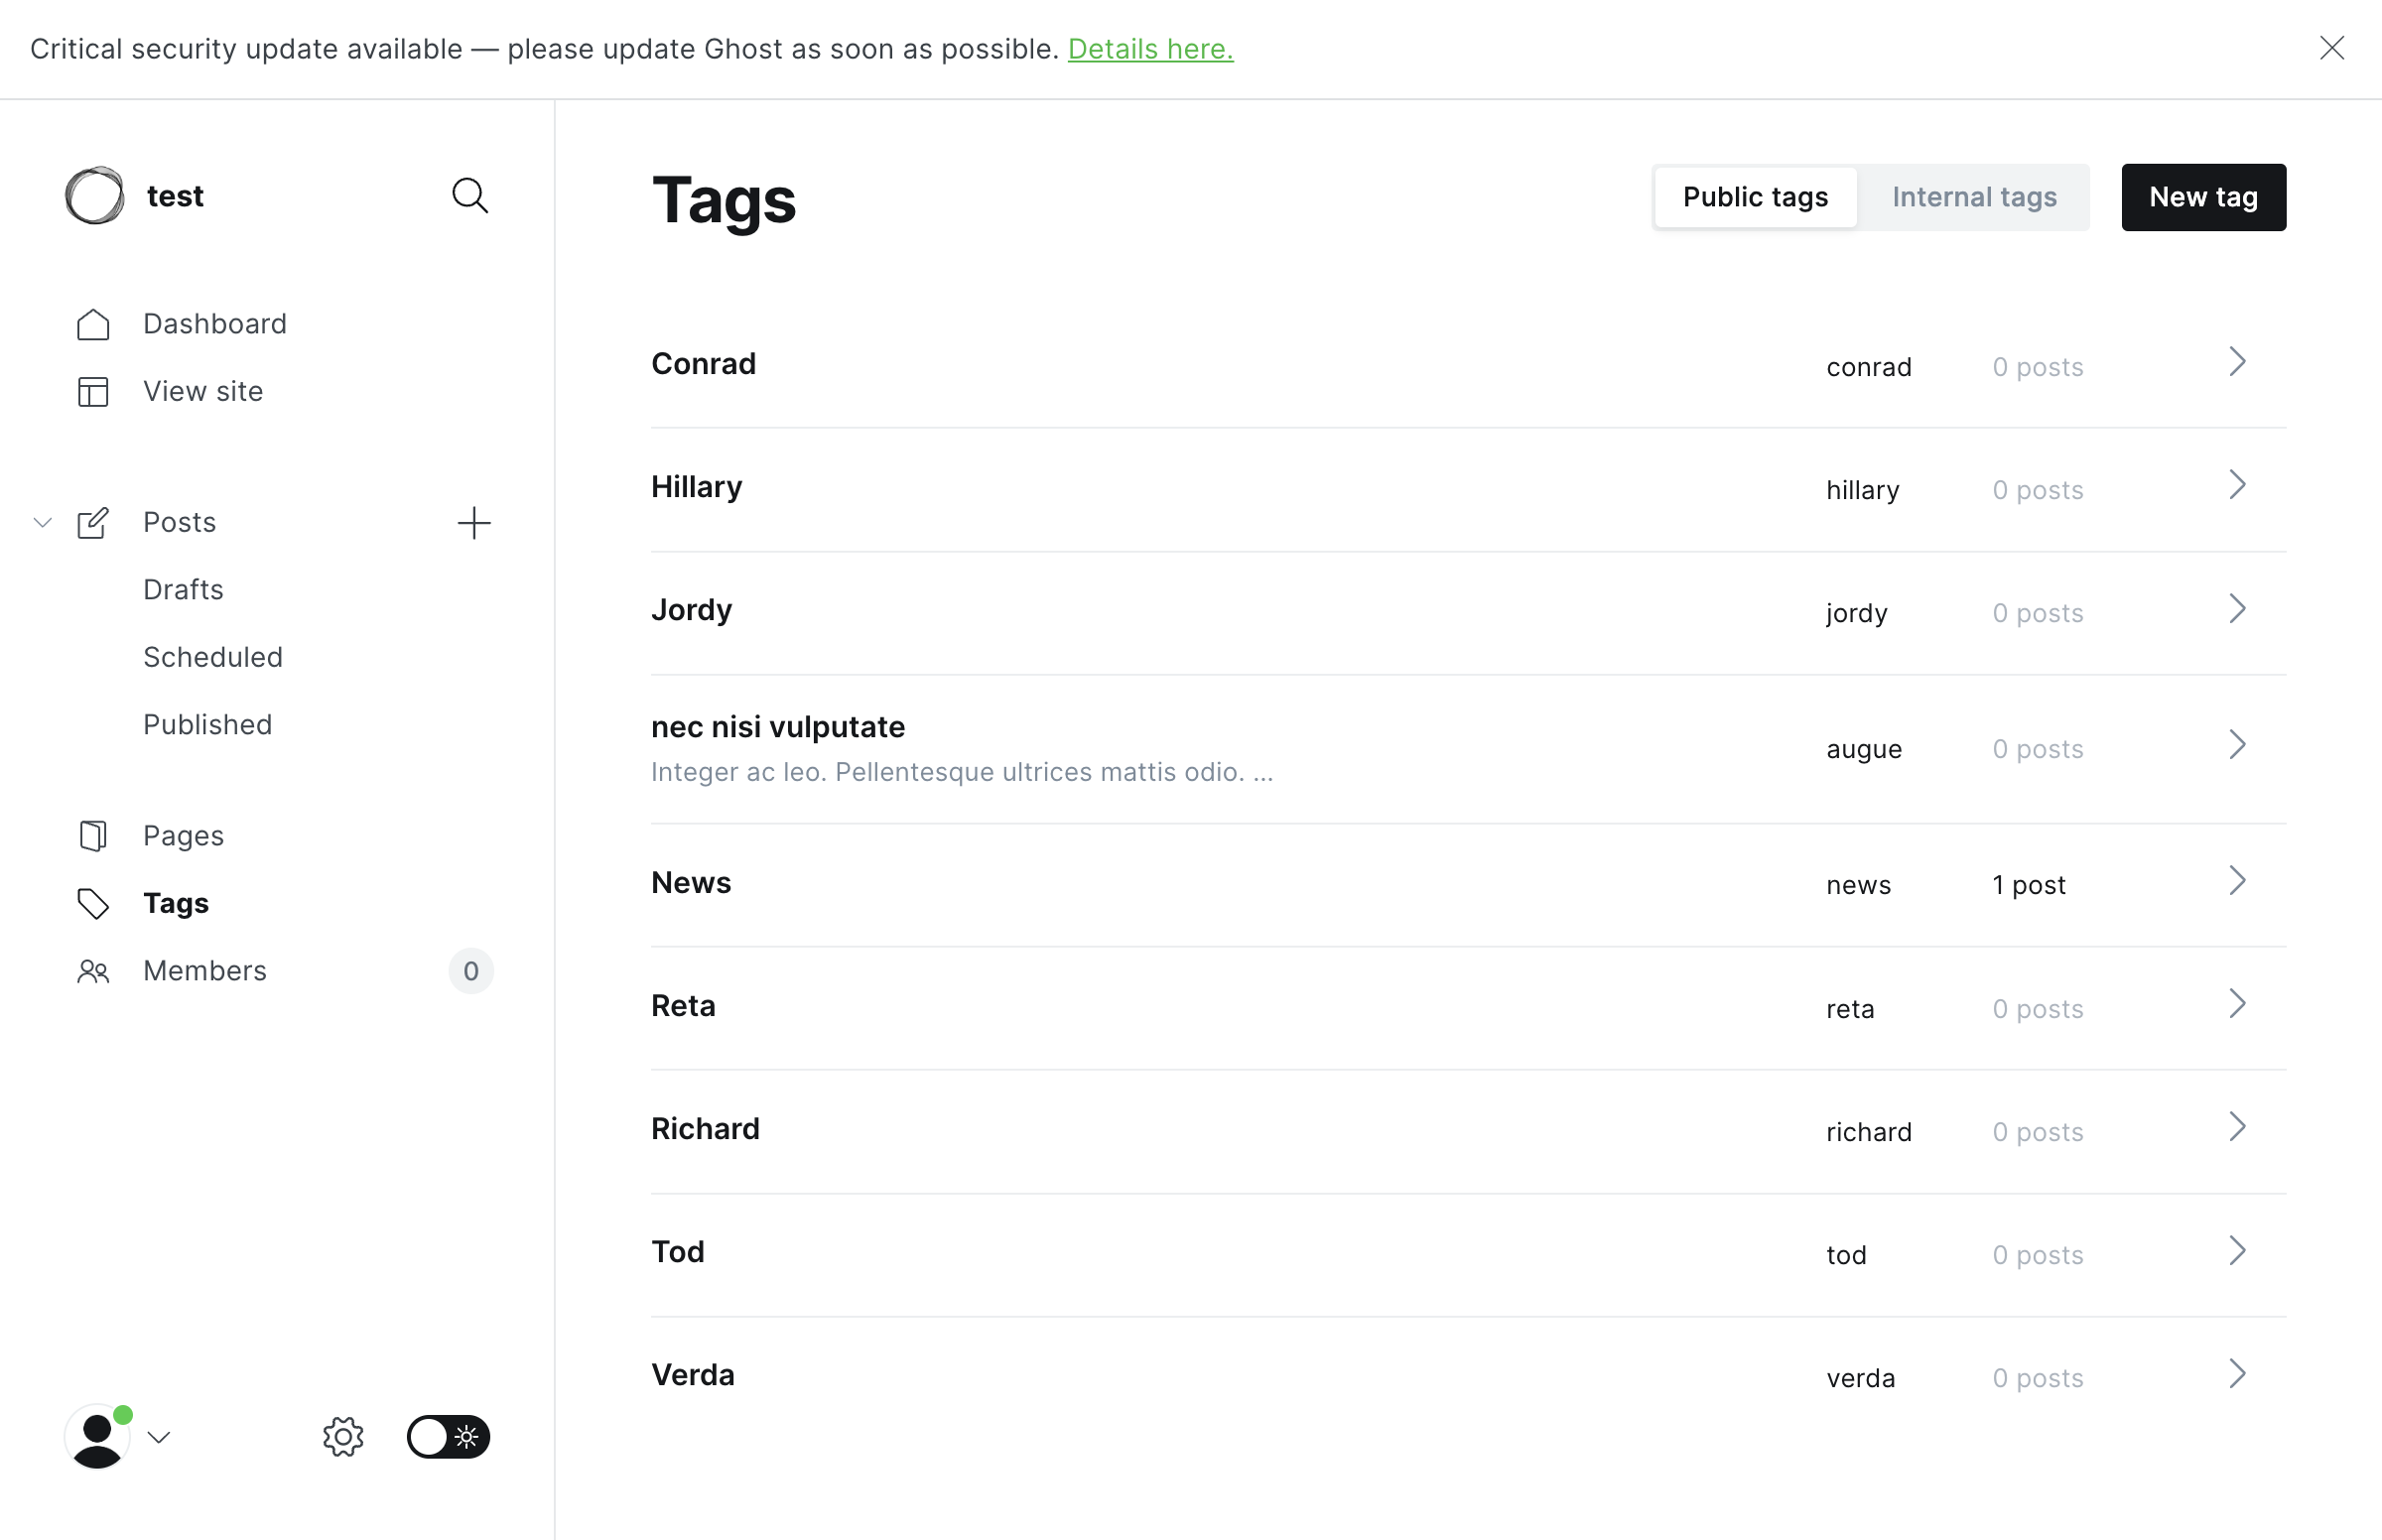 Critical security update available — please update Ghost as soon as possible. Details here.
test
Dashboard
View site
Posts
Drafts
Scheduled
Published
Pages
Tags
Members 0
Tags
Public tags Internal tags New tag
Conrad conrad 0 posts
Hillary hillary 0 posts
Jordy jordy 0 posts
nec nisi vulputate augue 0 posts
Integer ac leo. Pellentesque ultrices mattis odio. ...
News news 1 post
Reta reta 0 posts
Richard richard 0 posts
Tod tod 0 posts
Verda verda 0 posts